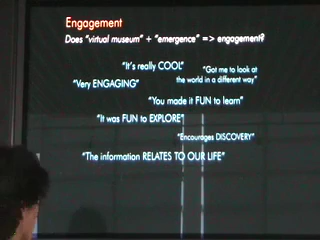 Engagement
Does "virtual museum" + "emergence" => engagement?
"It's really COOL"
"Got me to look at
the world in a different way"
"Very ENGAGING"
"You made it FUN to learn"
"It was FUN to EXPLORE"
"Encourages DISCOVERY"
"The information RELATES TO OUR LIFE"